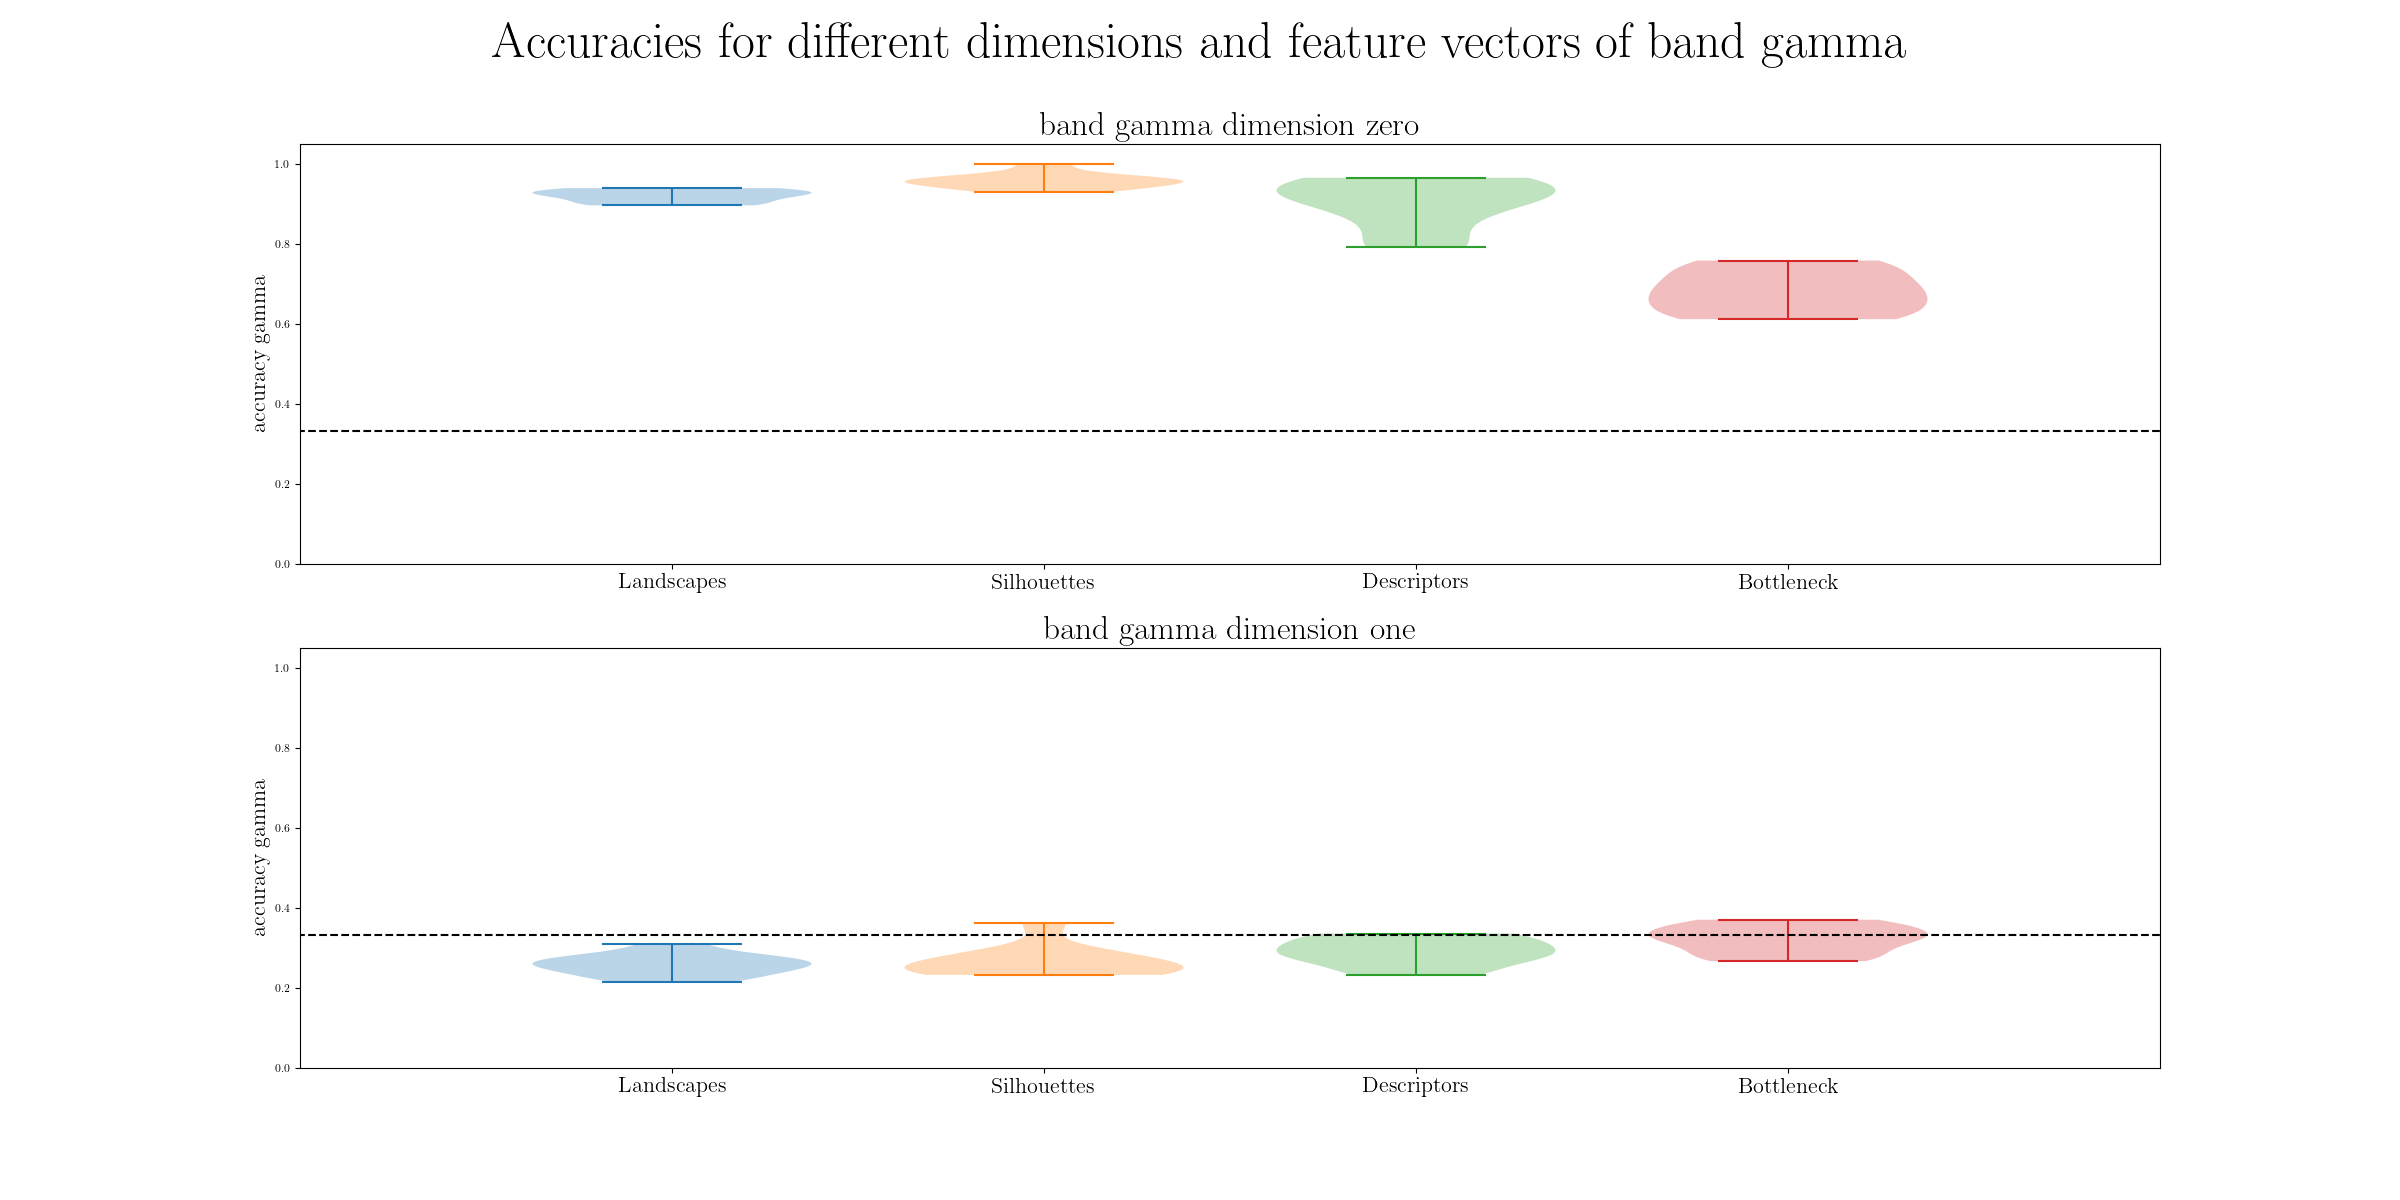 Accuracies for different dimensions and feature vectors of band gamma
band gamma dimension zero
accuracy gamma
1.0
0.8
0.6
0.4
0.2
0.0
Landscapes Silhouettes Descriptors Bottleneck
band gamma dimension one
accuracy gamma
1.0
0.8
0.6
0.4
0.2
0.0
Landscapes Silhouettes Descriptors Bottleneck